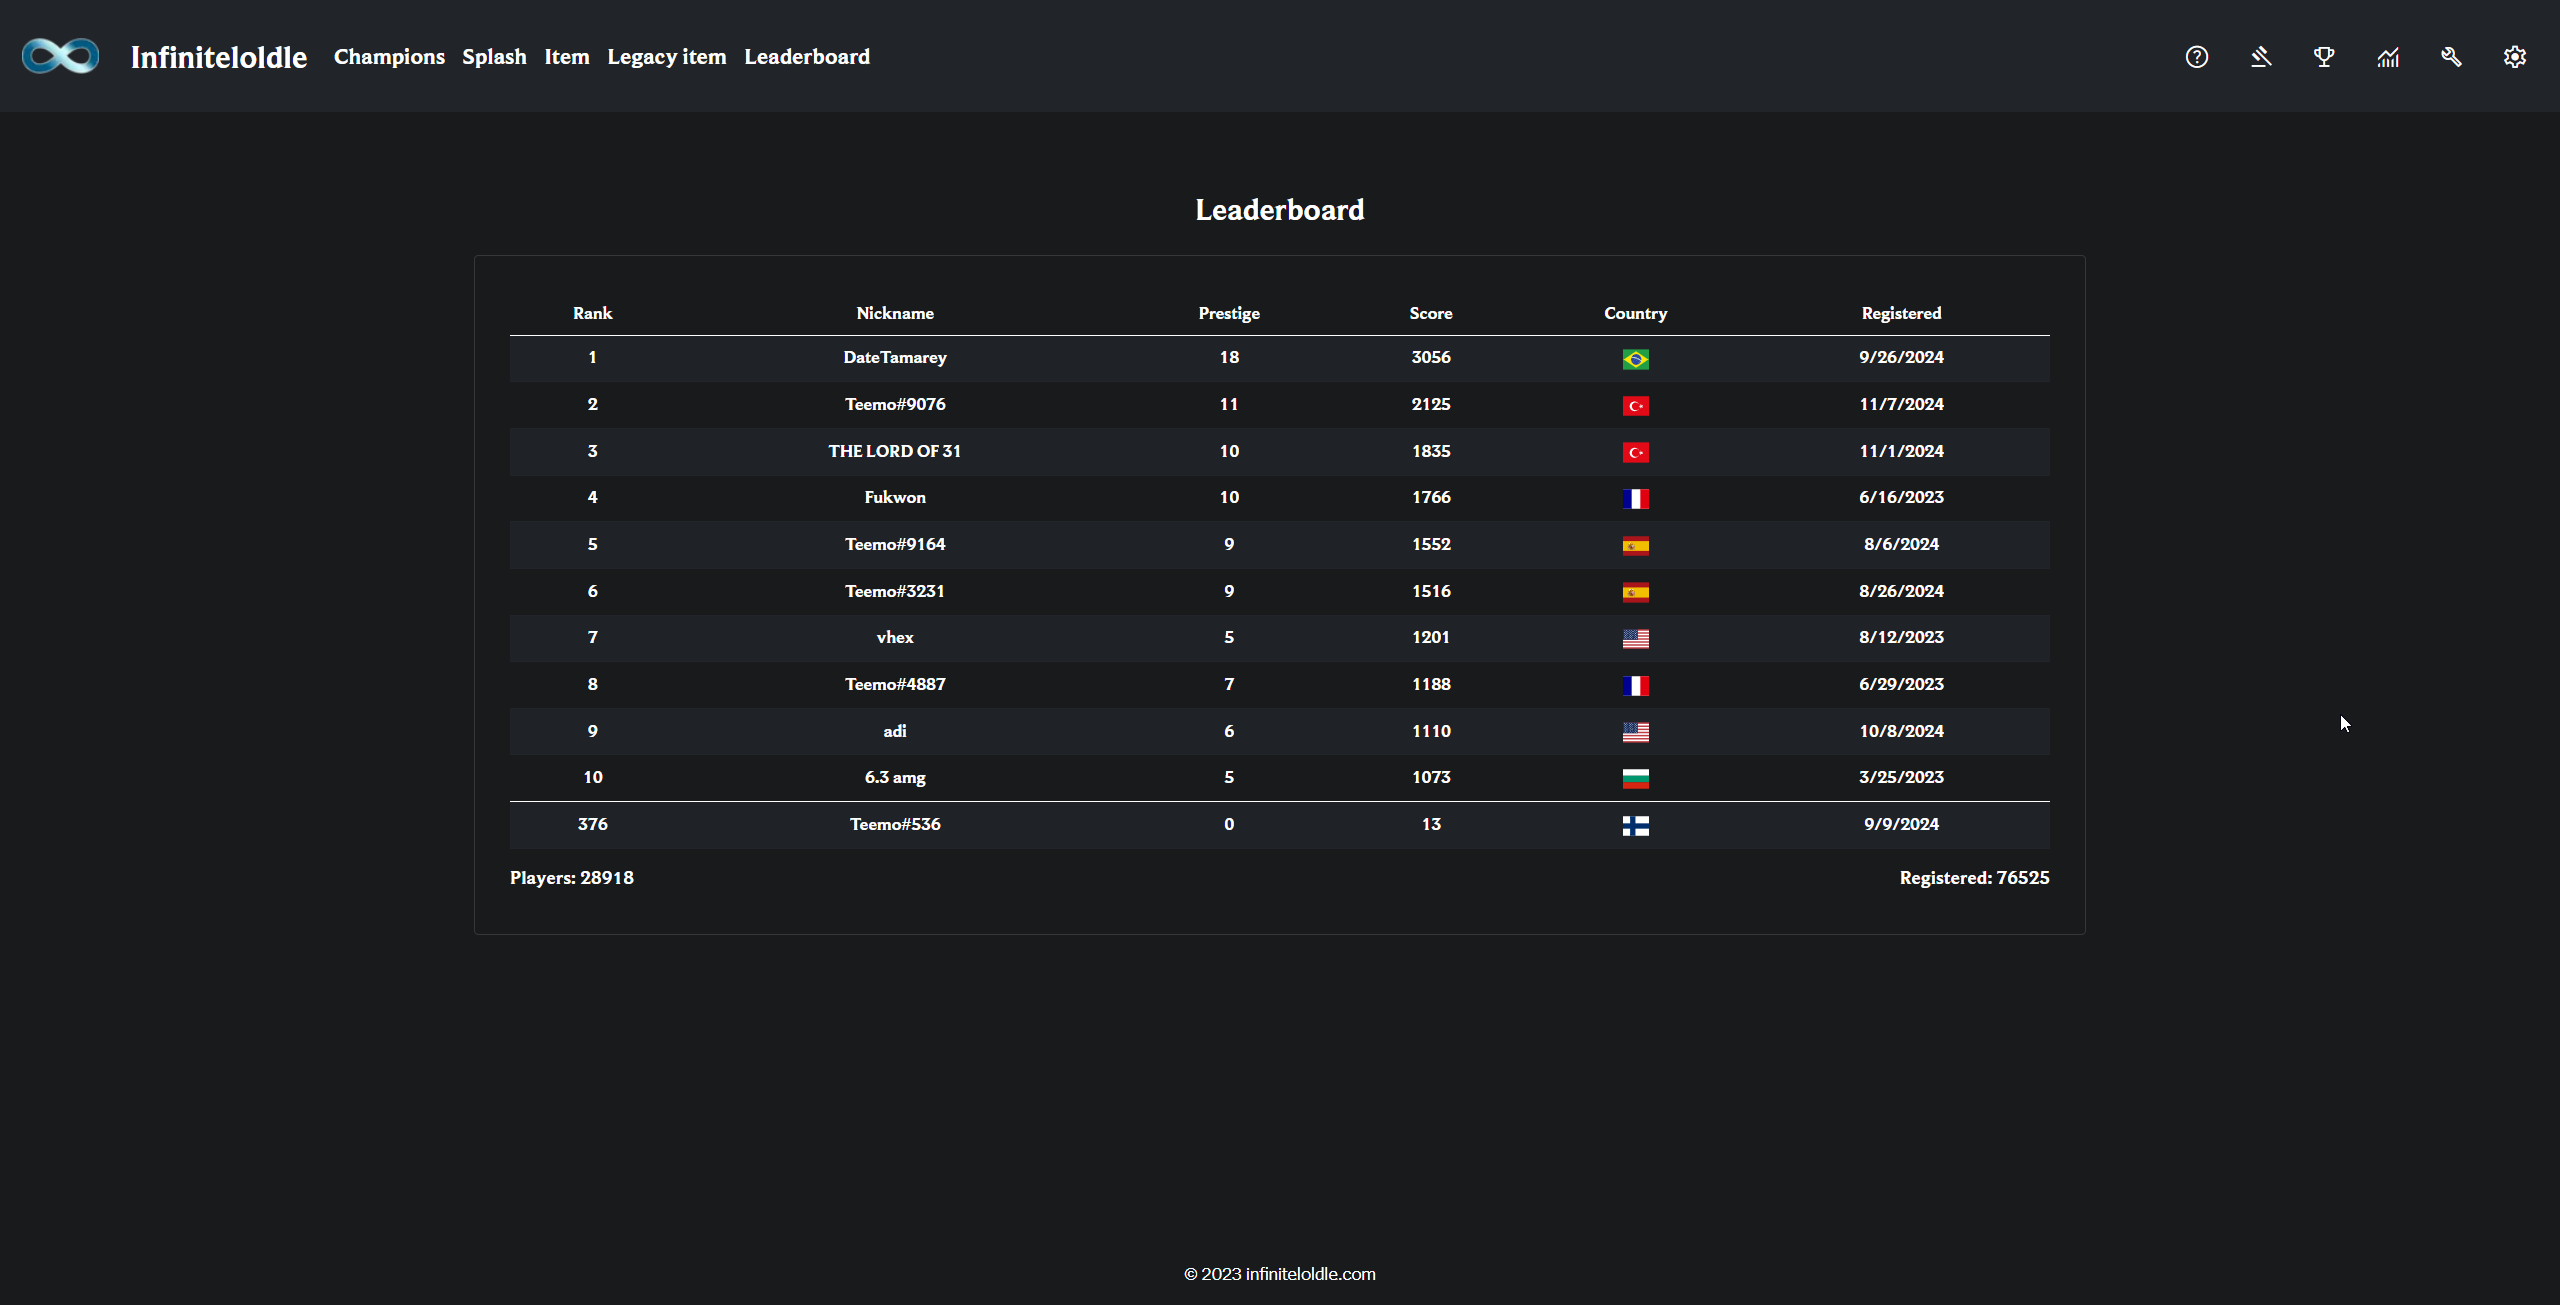 Infiniteloldle Champions Splash Item Legacy item Leaderboard
Leaderboard
Rank Nickname Prestige Score Country Registered
1 DateTamarey 18 3056 9/26/2024
2 Teemo#9076 11 2125 11/7/2024
3 THE LORD OF 31 10 1835 11/1/2024
4 Fukwon 10 1766 6/16/2023
5 Teemo#9164 9 1552 8/6/2024
6 Teemo#3231 9 1516 8/26/2024
7 vhex 5 1201 8/12/2023
8 Teemo#4887 7 1188 6/29/2023
9 adi 6 1110 10/8/2024
10 6.3 amg 5 1073 3/25/2023
376 Teemo#536 0 13 9/9/2024
Players: 28918 Registered: 76525
© 2023 infiniteloldle.com